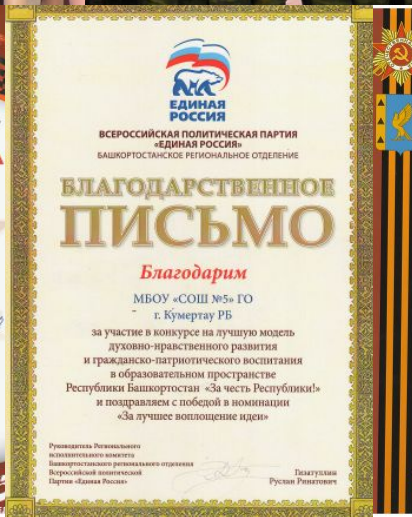 ЕДИНАЯ
РОССИЯ
ВСЕРОССИЙСКАЯ ПОЛИТИЧЕСКАЯ ПАРТИЯ
«ЕДИНАЯ РОССИЯ»
БАШКОРТОСТАНСКОЕ РЕГИОНАЛЬНОЕ ОТДЕЛЕНИЕ
БЛАГОДАРСТВЕННОЕ
ПИСЬМО
Благодарим
МБОУ «СОШ №5» ГО
г. Кумертау РБ
за участие в конкурсе на лучшую модель
духовно-нравственного развития
и гражданско-патриотического воспитания
в образовательном пространстве
Республики Башкортостан «За честь Республики!»
и поздравляем с победой в номинации
«За лучшее воплощение идеи»
Руководитель Регионального
исполнительного комитета
Башкортостанского регионального отделения
Всероссийской политической
Партии «Единая Россия»
Гизатуллин
Руслан Ринатович